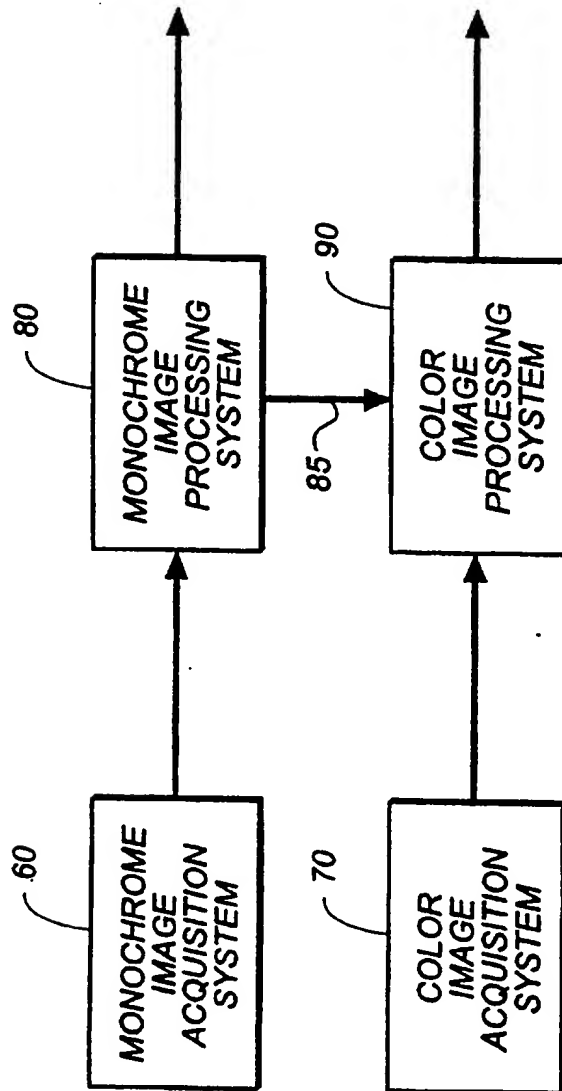 60
MONOCHROME
IMAGE
ACQUISITION
SYSTEM
80
MONOCHROME
IMAGE
PROCESSING
SYSTEM
85
70
COLOR
IMAGE
ACQUISITION
SYSTEM
90
COLOR
IMAGE
PROCESSING
SYSTEM